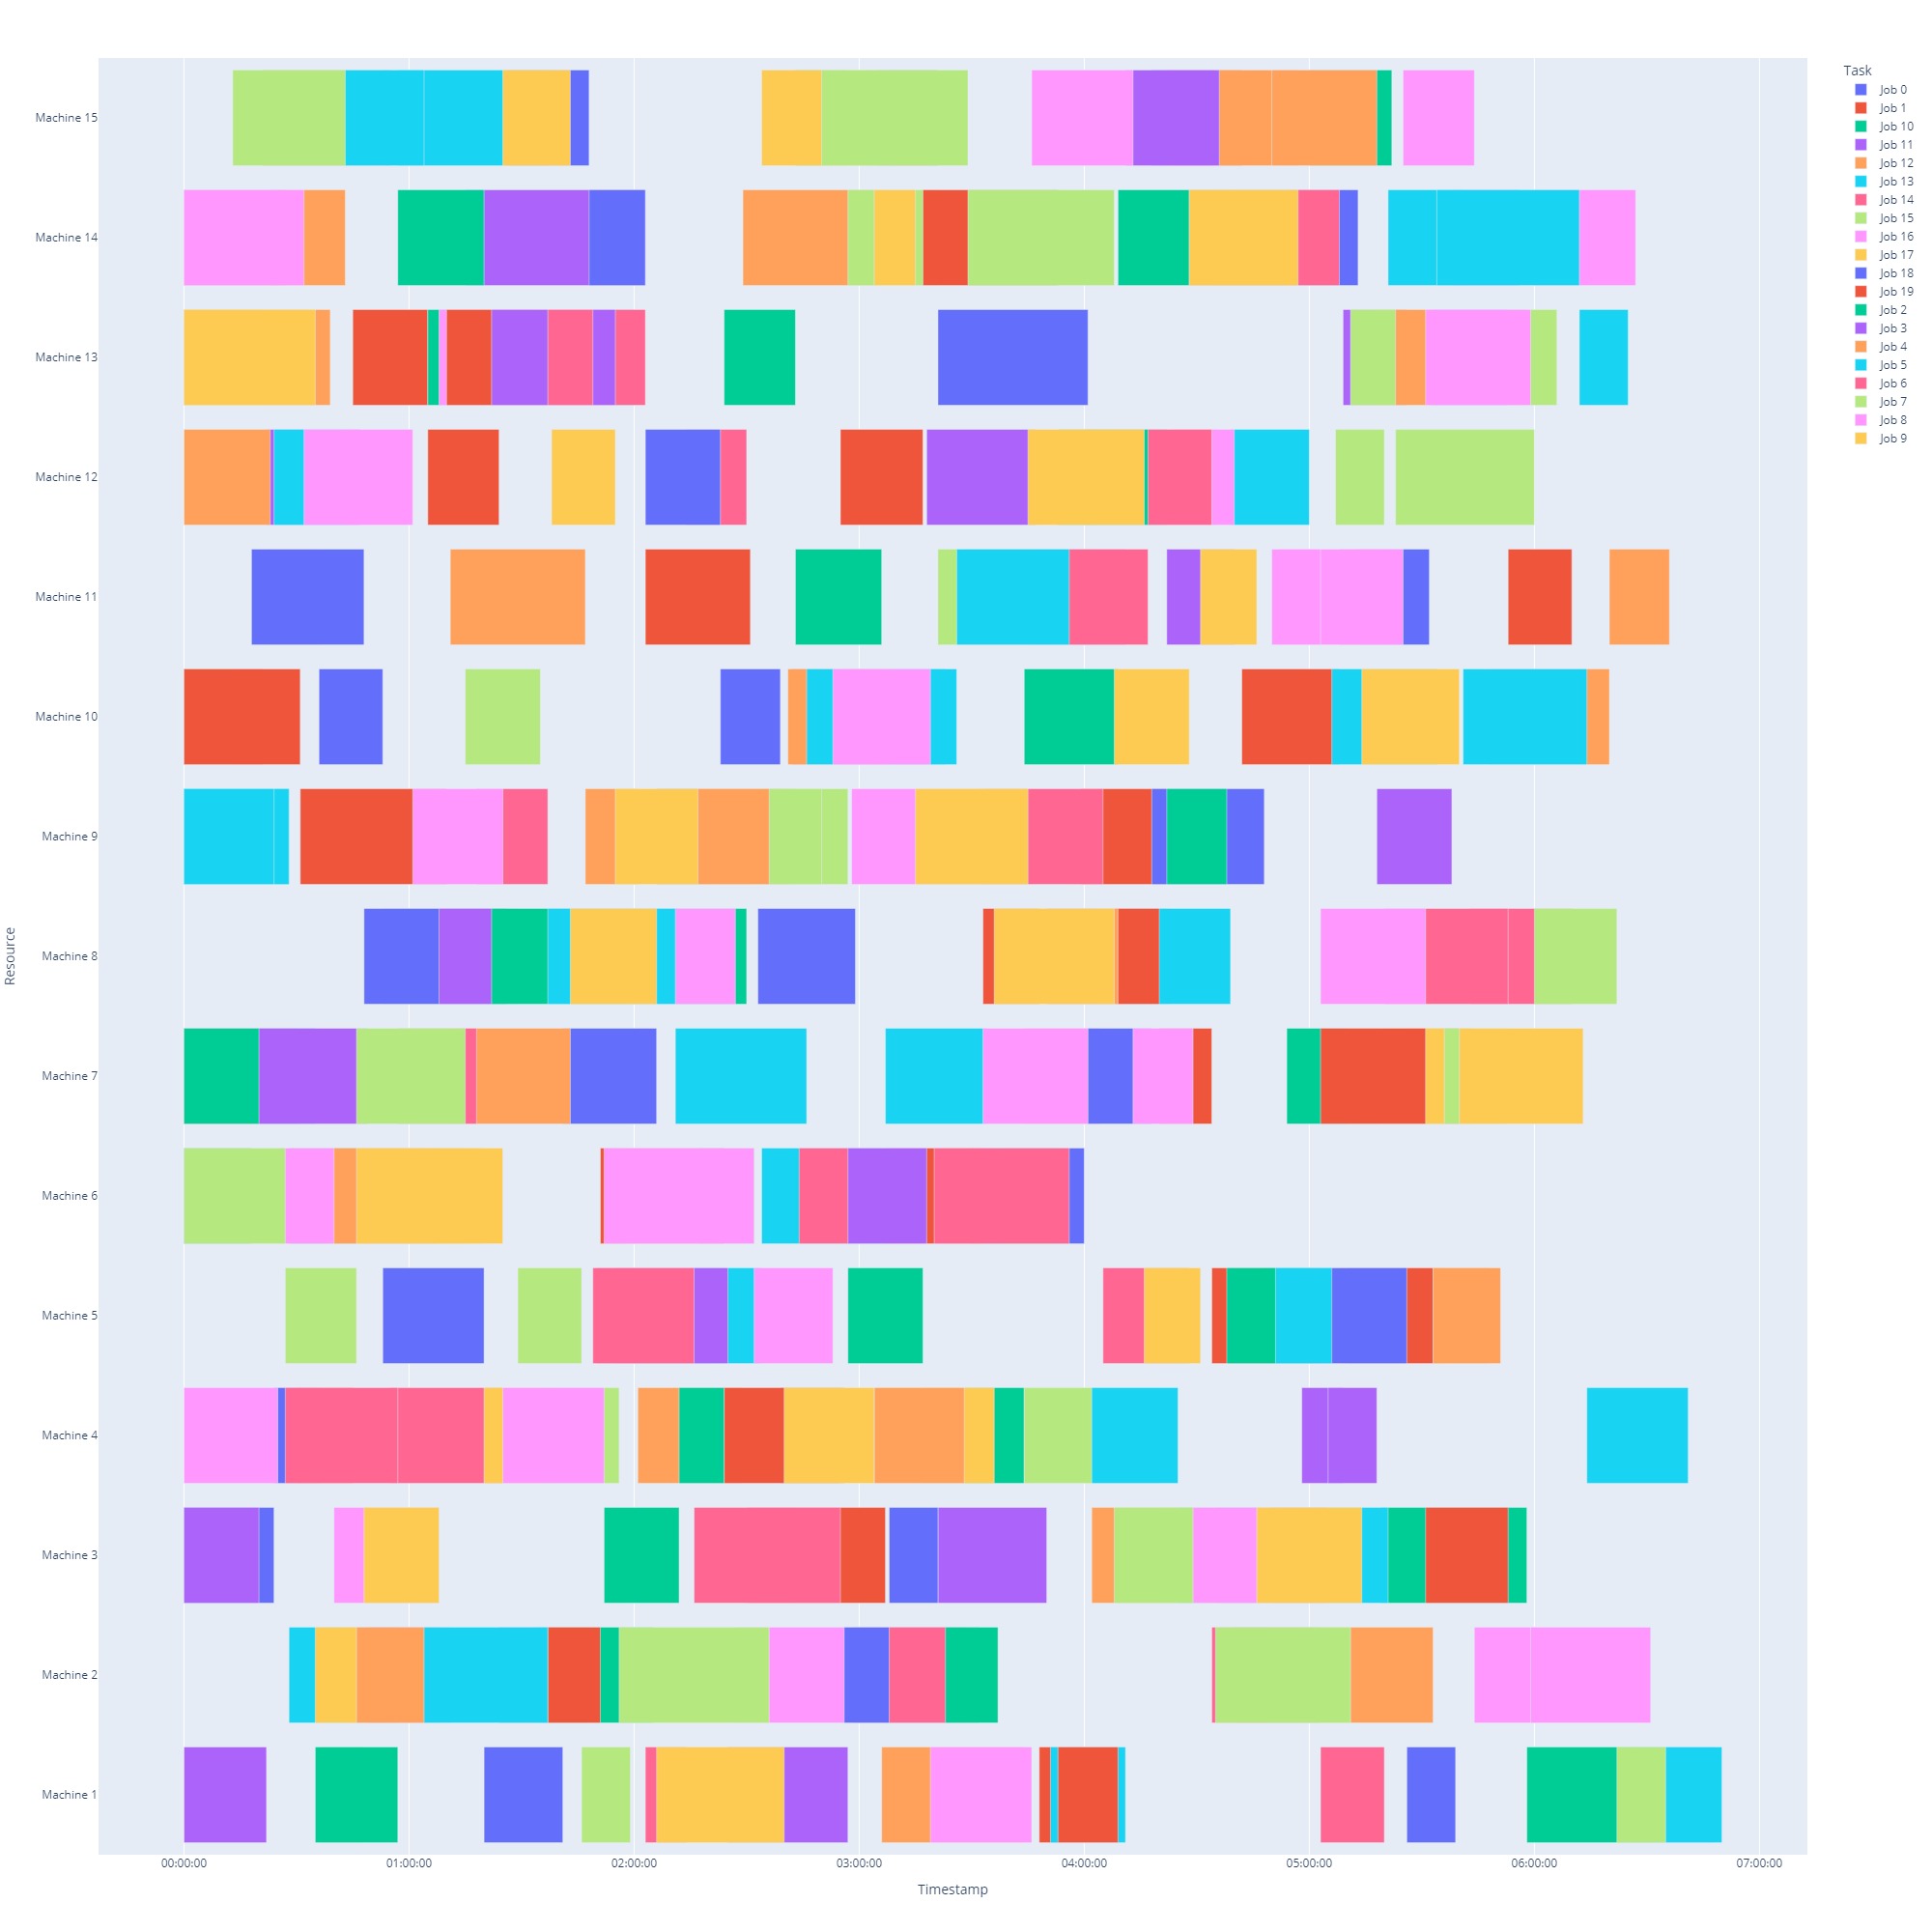 Task
Job 0
Job 1
Job 10
Job 11
Job 12
Job 13
Job 14
Job 15
Job 16
Job 17
Job 18
Job 19
Job 2
Job 3
Job 4
Job 5
Job 6
Job 7
Job 8
Job 9
Machine 15
Machine 14
Machine 13
Machine 12
Machine 11
Machine 10
Machine 9
Machine 8
Machine 7
Machine 6
Machine 5
Machine 4
Machine 3
Machine 2
Machine 1
Resource
00:00:00 01:00:00 02:00:00 03:00:00 04:00:00 05:00:00 06:00:00 07:00:00
Timestamp